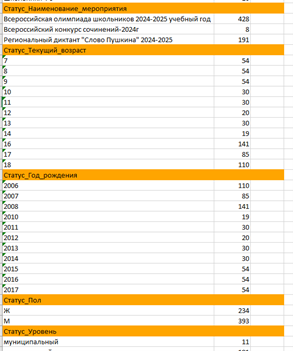 Статус_Наименование_мероприятия
Всероссийская олимпиада школьников 2024-2025 учебный год 428
Всероссийский конкурс сочинений-2024г 8
Региональный диктант "Слово Пушкина" 2024-2025 191
Статус_Текущий_возраст
7 54
8 54
9 54
10 30
11 30
12 20
13 30
14 19
16 141
17 85
18 110
Статус_Год_рождения
2006 110
2007 85
2008 141
2010 19
2011 30
2012 20
2013 30
2014 30
2015 54
2016 54
2017 54
Статус_Пол
Ж 234
М 393
Статус_Уровень
муниципальный 11